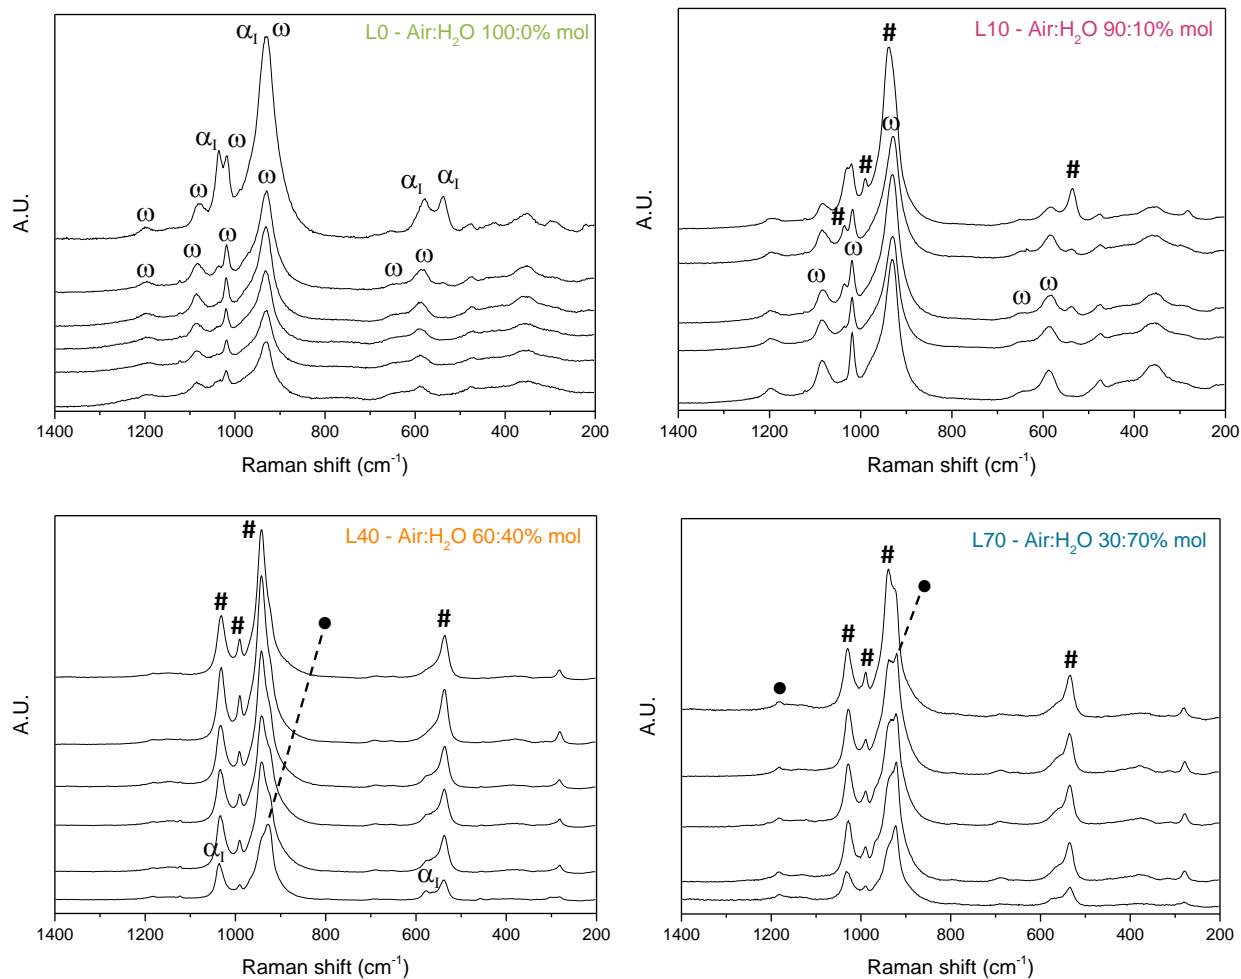 L0 - Air:H₂O 100:0% mol
αI ω
αI ω
ω
ω
ω
αI αI
ω
ω
ω
ω
ω
A.U.
1400 1200 1000 800 600 400 200
Raman shift (cm⁻¹)
L10 - Air:H₂O 90:10% mol
#
ω
#
#
#
ω
ω
ω
ω
A.U.
1400 1200 1000 800 600 400 200
Raman shift (cm⁻¹)
L40 - Air:H₂O 60:40% mol
#
#
#
●
#
αI
αI
A.U.
1400 1200 1000 800 600 400 200
Raman shift (cm⁻¹)
L70 - Air:H₂O 30:70% mol
#
●
#
#
#
●
A.U.
1400 1200 1000 800 600 400 200
Raman shift (cm⁻¹)